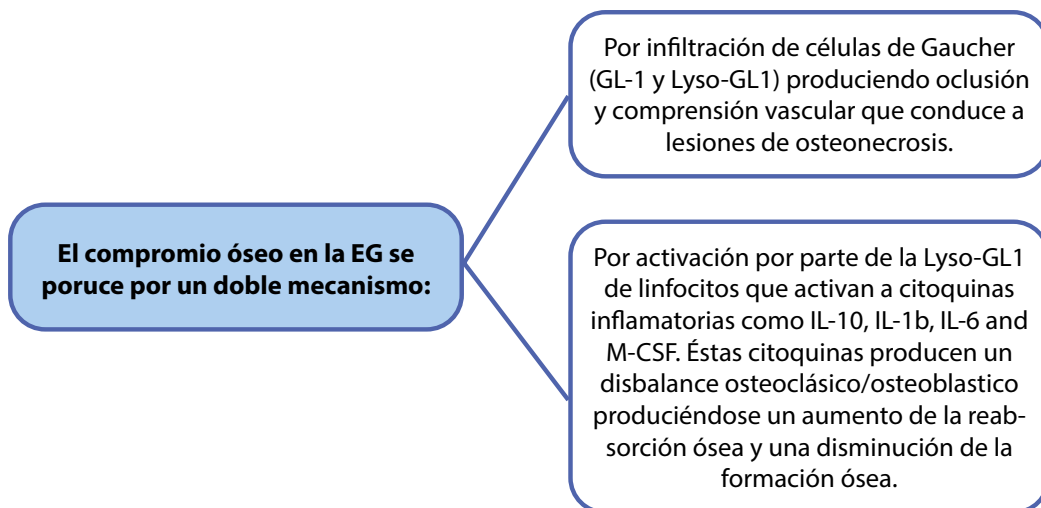 Por infiltración de células de Gaucher
(GL-1 y Lyso-GL1) produciendo oclusión
y comprensión vascular que conduce a
lesiones de osteonecrosis.
El compromio óseo en la EG se
poruce por un doble mecanismo:
Por activación por parte de la Lyso-GL1
de linfocitos que activan a citoquinas
inflamatorias como IL-10, IL-1b, IL-6 and
M-CSF. Éstas citoquinas producen un
disbalance osteoclásico/osteoblastico
produciéndose un aumento de la reab-
sorción ósea y una disminución de la
formación ósea.